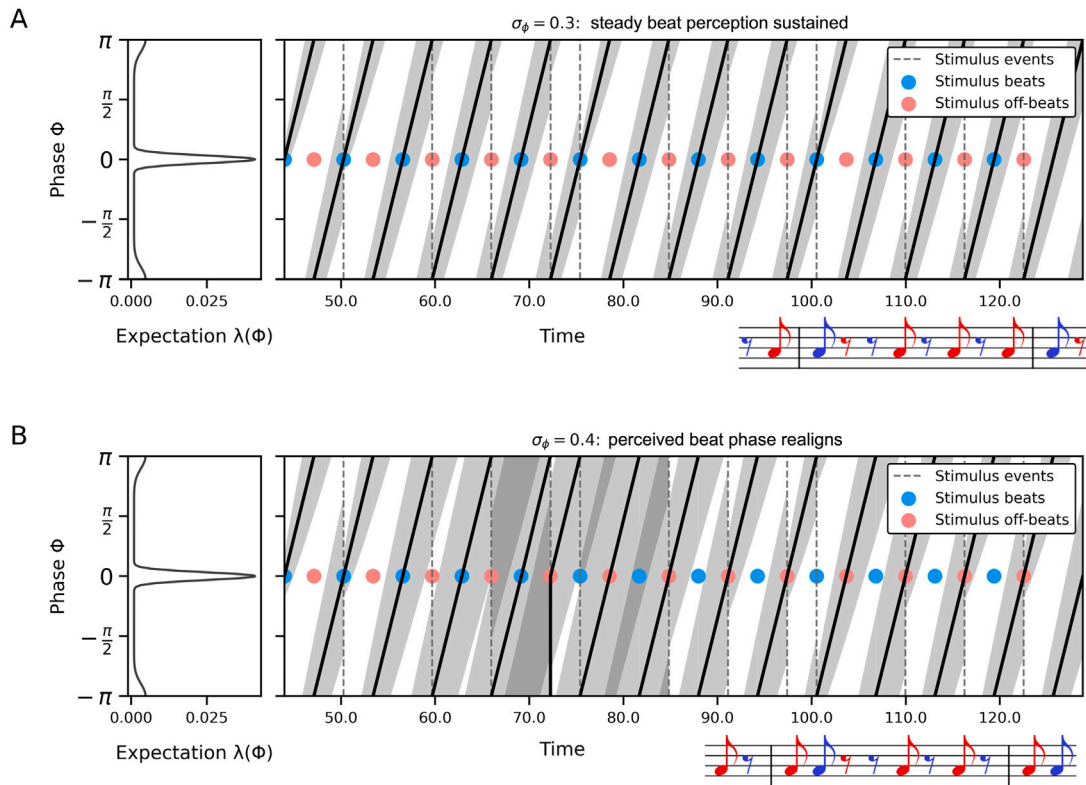 A
σϕ = 0.3: steady beat perception sustained
π
π/2
0
− π/2
− π
Phase Φ
Stimulus events
Stimulus beats
Stimulus off-beats
0.000 0.025
50.0 60.0 70.0 80.0 90.0 100.0 110.0 120.0
Expectation λ(Φ)
Time
B
σϕ = 0.4: perceived beat phase realigns
π
π/2
0
− π/2
− π
Phase Φ
Stimulus events
Stimulus beats
Stimulus off-beats
0.000 0.025
50.0 60.0 70.0 80.0 90.0 100.0 110.0 120.0
Expectation λ(Φ)
Time